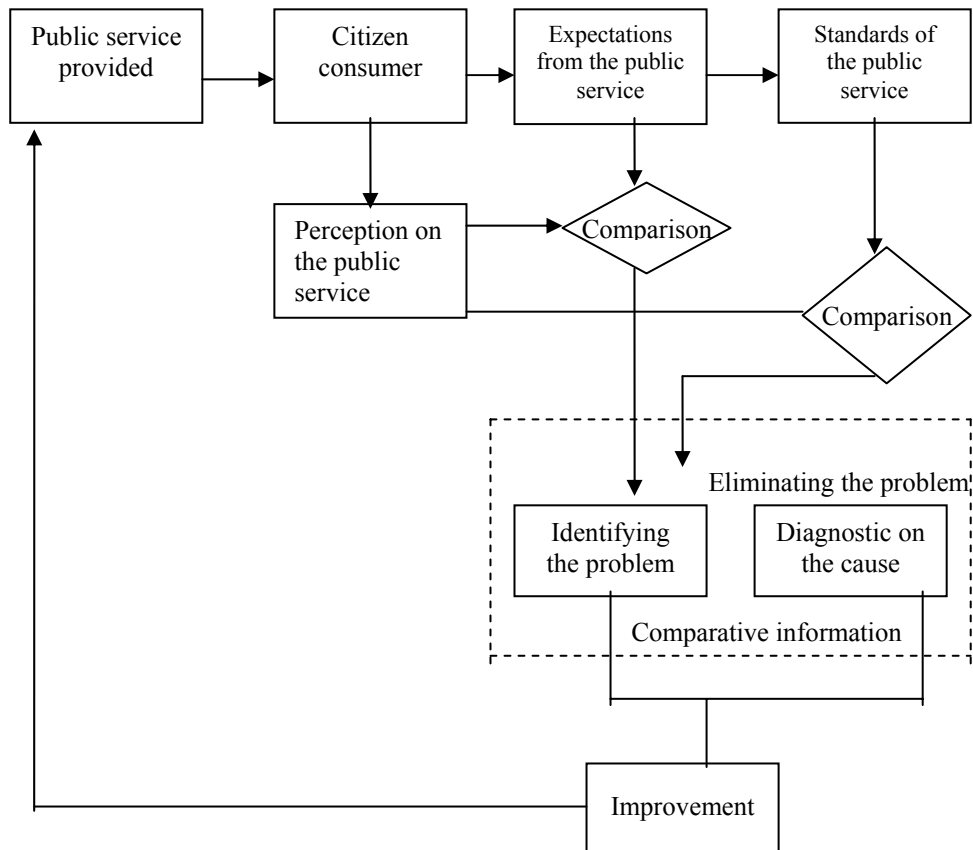 Public service
provided
Citizen
consumer
Expectations
from the public
service
Standards of
the public
service
Perception on
the public
service
Comparison
Comparison
Eliminating the problem
Identifying
the problem
Diagnostic on
the cause
Comparative information
Improvement